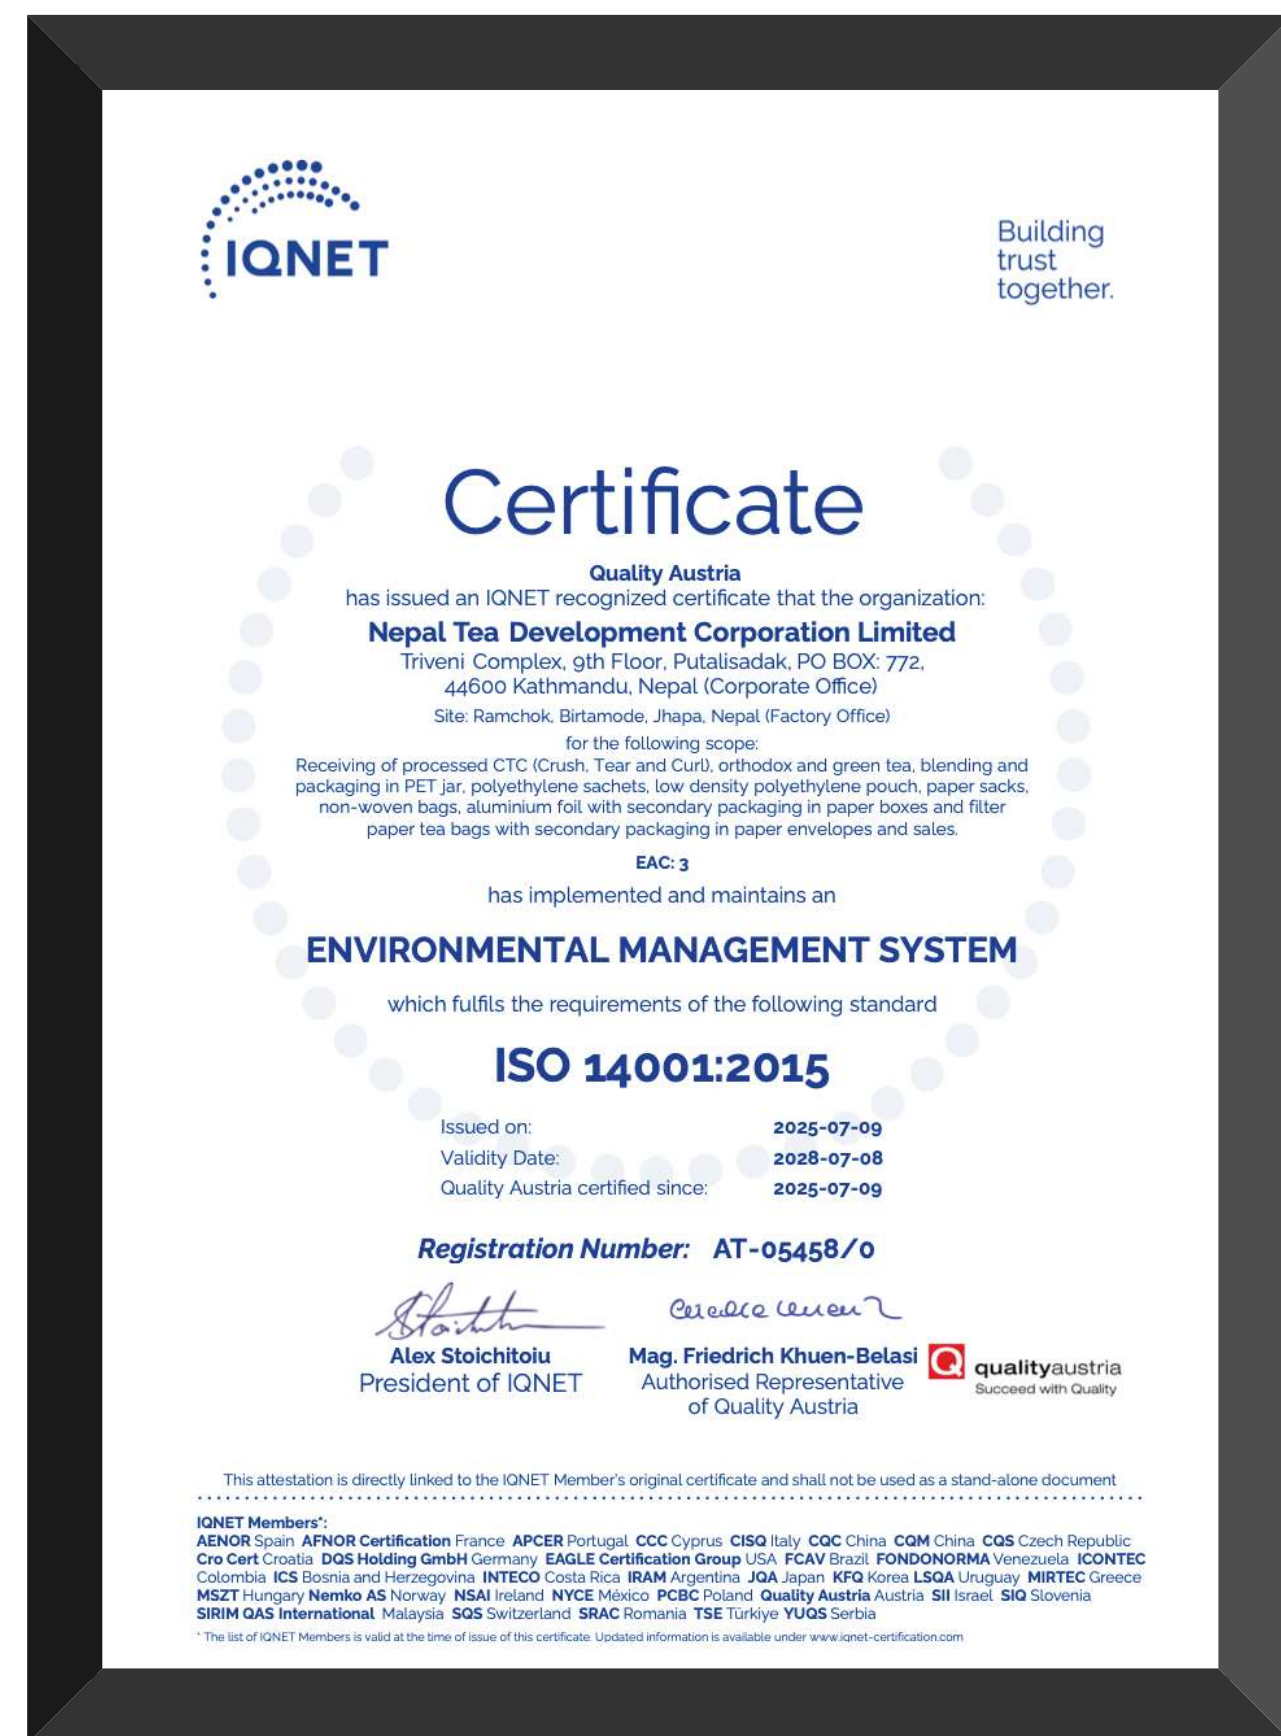 IQNET
Building
trust
together.
Certificate
Quality Austria
has issued an IQNET recognized certificate that the organization:
Nepal Tea Development Corporation Limited
Triveni Complex, 9th Floor, Putalisadak, PO BOX: 772,
44600 Kathmandu, Nepal (Corporate Office)
Site: Ramchok, Birtamode, Jhapa, Nepal (Factory Office)
for the following scope:
Receiving of processed CTC (Crush, Tear and Curl), orthodox and green tea, blending and
packaging in PET jar, polyethylene sachets, low density polyethylene pouch, paper sacks,
non-woven bags, aluminium foil with secondary packaging in paper boxes and filter
paper tea bags with secondary packaging in paper envelopes and sales.
EAC: 3
has implemented and maintains an
ENVIRONMENTAL MANAGEMENT SYSTEM
which fulfils the requirements of the following standard
ISO 14001:2015
Issued on: 2025-07-09
Validity Date: 2028-07-08
Quality Austria certified since: 2025-07-09
Registration Number: AT-05458/0
Alex Stoichitoiu
President of IQNET
Mag. Friedrich Khuen-Belasi
Authorised Representative
of Quality Austria
Q qualityaustria
Succeed with Quality
This attestation is directly linked to the IQNET Member's original certificate and shall not be used as a stand-alone document
IQNET Members*:
AENOR Spain AFNOR Certification France APCER Portugal CCC Cyprus CISQ Italy CQC China CQM China CQS Czech Republic
Cro Cert Croatia DQS Holding GmbH Germany EAGLE Certification Group USA FCAV Brazil FONDONORMA Venezuela ICONTEC
Colombia ICS Bosnia and Herzegovina INTECO Costa Rica IRAM Argentina JQA Japan KFQ Korea LSQA Uruguay MIRTEC Greece
MSZT Hungary Nemko AS Norway NSAI Ireland NYCE México PCBC Poland Quality Austria Austria SII Israel SIQ Slovenia
SIRIM QAS International Malaysia SQS Switzerland SRAC Romania TSE Türkiye YUQS Serbia
* The list of IQNET Members is valid at the time of issue of this certificate. Updated information is available under www.iqnet-certification.com